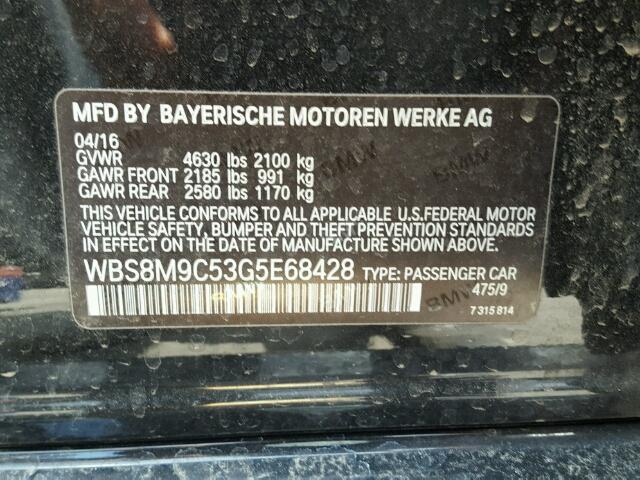 MFD BY BAYERISCHE MOTOREN WERKE AG
04/16
GVWR 4630 lbs 2100 kg
GAWR FRONT 2185 lbs 991 kg
GAWR REAR 2580 lbs 1170 kg
THIS VEHICLE CONFORMS TO ALL APPLICABLE U.S.FEDERAL MOTOR
VEHICLE SAFETY, BUMPER AND THEFT PREVENTION STANDARDS
IN EFFECT ON THE DATE OF MANUFACTURE SHOWN ABOVE.
WBS8M9C53G5E68428 TYPE: PASSENGER CAR
475/9
BMW
7315814
BMW